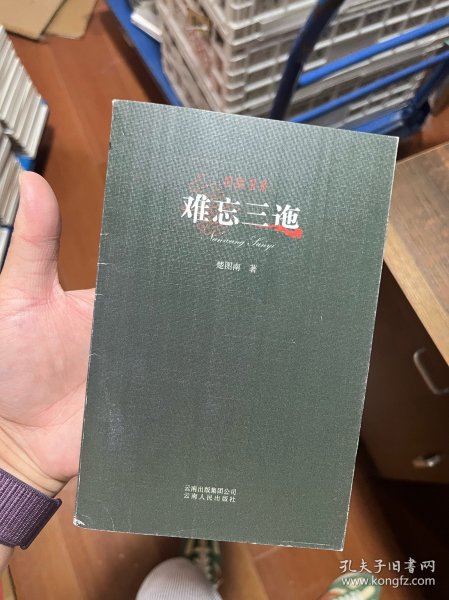 难忘三迤
Nanwang Sanyi
楚图南 著
云南出版集团公司
云南人民出版社
孔夫子旧书网
www.kongfz.com